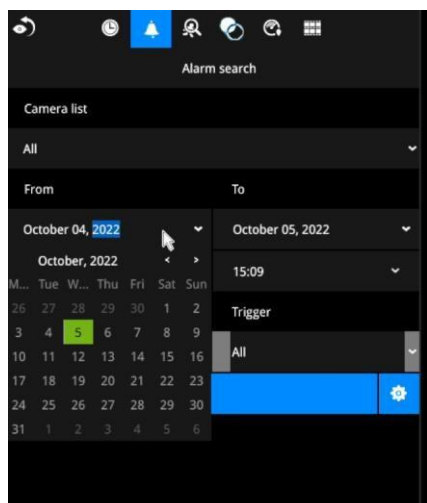 Alarm search
Camera list
All
From To
October 04, 2022 October 05, 2022
October, 2022 < >
15:09
M... Tue W... Thu Fri Sat Sun
26 27 28 29 30 1 2
Trigger
3 4 5 6 7 8 9
All
10 11 12 13 14 15 16
17 18 19 20 21 22 23
24 25 26 27 28 29 30
31 1 2 3 4 5 6